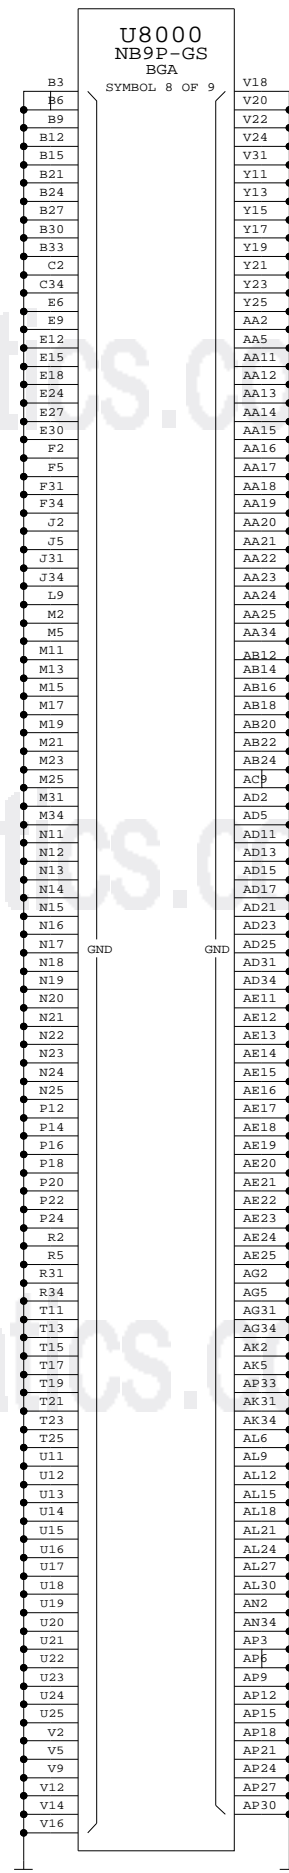 U8000
NB9P-GS
BGA
SYMBOL 8 OF 9
B3 V18
B6 V20
B9 V22
B12 V24
B15 V31
B21 Y11
B24 Y13
B27 Y15
B30 Y17
B33 Y19
C2 Y21
C34 Y23
E6 Y25
E9 AA2
E12 AA5
E15 AA11
E18 AA12
E24 AA13
E27 AA14
E30 AA15
F2 AA16
F5 AA17
F31 AA18
F34 AA19
J2 AA20
J5 AA21
J31 AA22
J34 AA23
L9 AA24
M2 AA25
M5 AA34
M11 AB12
M13 AB14
M15 AB16
M17 AB18
M19 AB20
M21 AB22
M23 AB24
M25 AC9
M31 AD2
M34 AD5
N11 AD11
N12 AD13
N13 AD15
N14 AD17
N15 AD21
N16 AD23
N17 GND GND AD25
N18 AD31
N19 AD34
N20 AE11
N21 AE12
N22 AE13
N23 AE14
N24 AE15
N25 AE16
P12 AE17
P14 AE18
P16 AE19
P18 AE20
P20 AE21
P22 AE22
P24 AE23
R2 AE24
R5 AE25
R31 AG2
R34 AG5
T11 AG31
T13 AG34
T15 AK2
T17 AK5
T19 AP33
T21 AK31
T23 AK34
T25 AL6
U11 AL9
U12 AL12
U13 AL15
U14 AL18
U15 AL21
U16 AL24
U17 AL27
U18 AL30
U19 AN2
U20 AN34
U21 AP3
U22 AP6
U23 AP9
U24 AP12
U25 AP15
V2 AP18
V5 AP21
V9 AP24
V12 AP27
V14 AP30
V16
tics.co
tics.co
atics.co